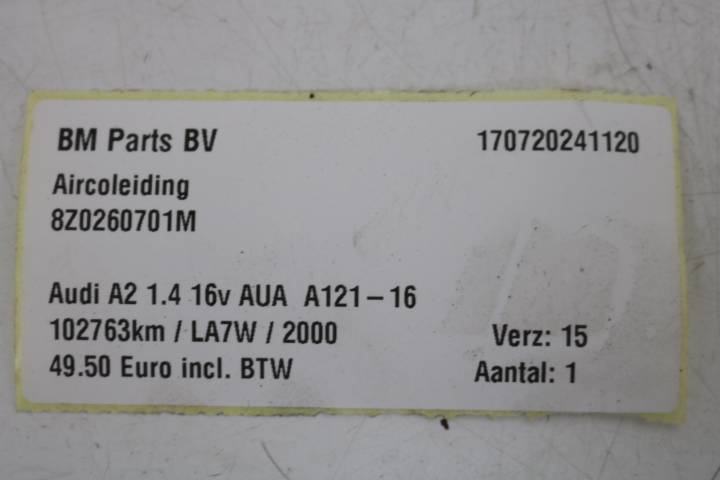 BM Parts BV 170720241120
Aircoleiding
8Z0260701M
Audi A2 1.4 16v AUA A121-16
102763km / LA7W / 2000 Verz: 15
49.50 Euro incl. BTW Aantal: 1